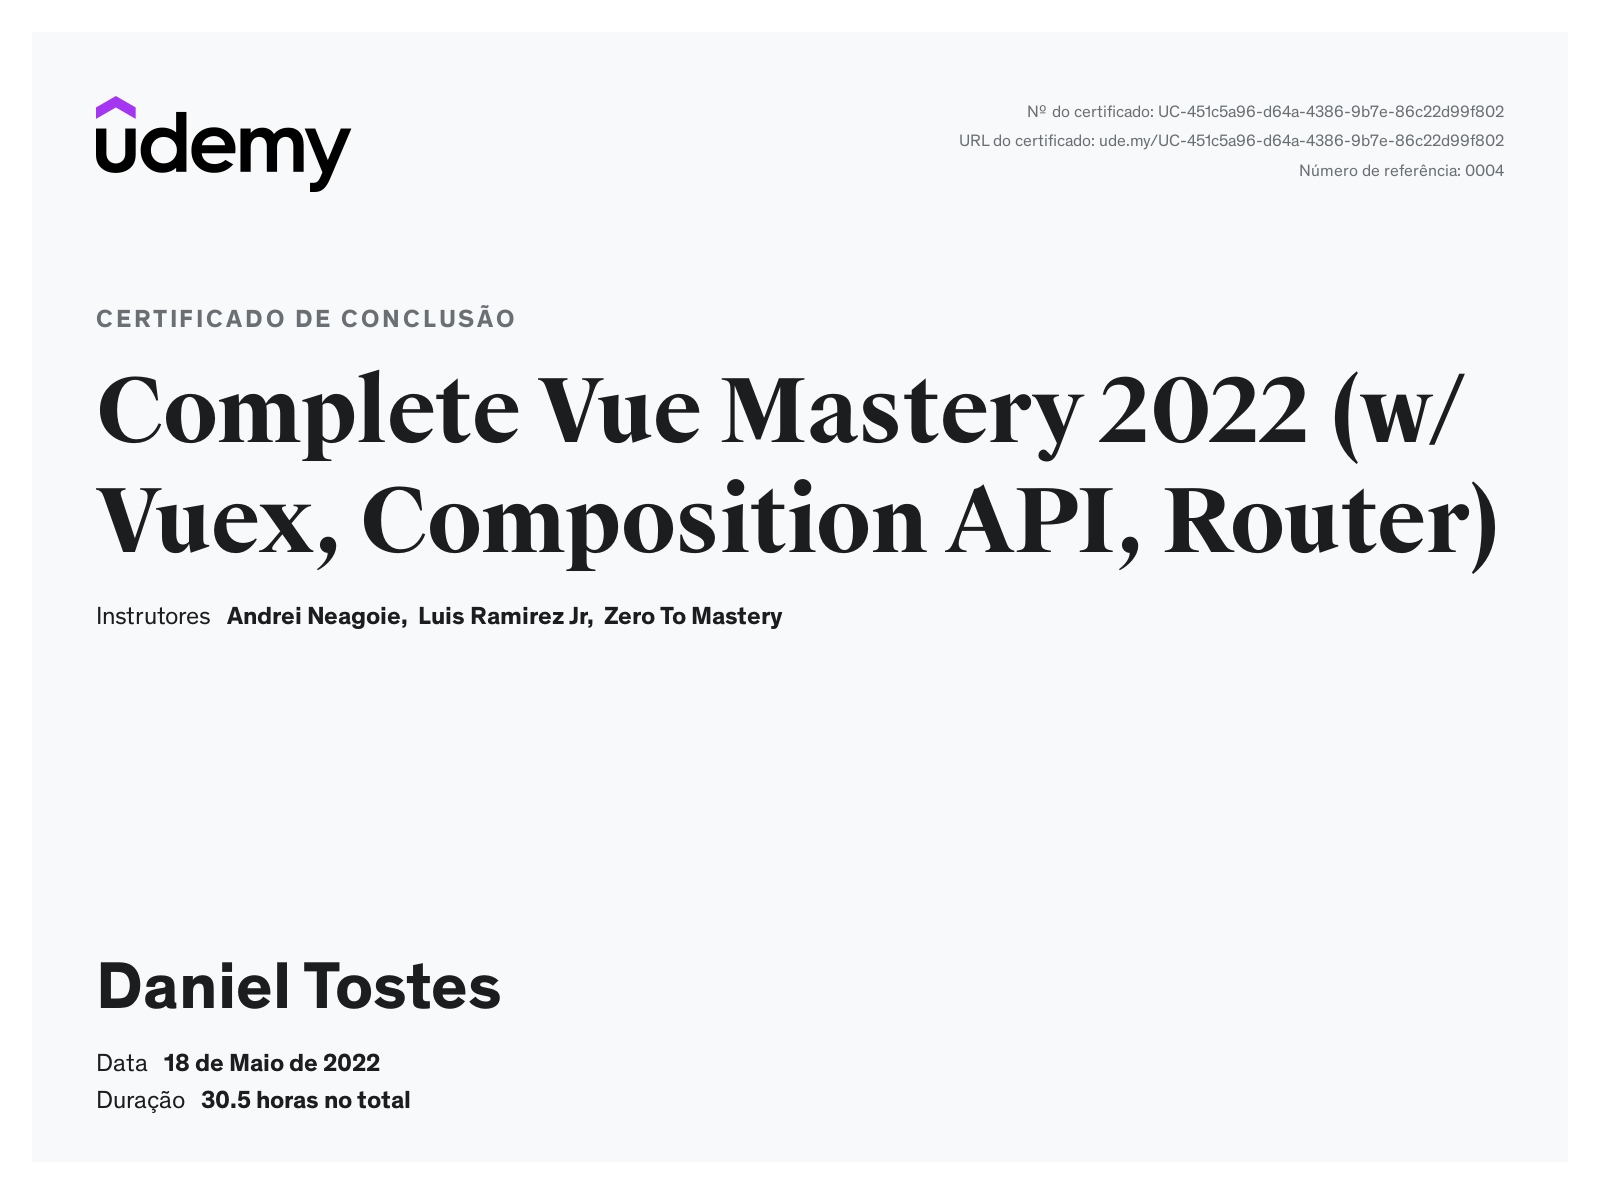 udemy
Nº do certificado: UC-451c5a96-d64a-4386-9b7e-86c22d99f802
URL do certificado: ude.my/UC-451c5a96-d64a-4386-9b7e-86c22d99f802
Número de referência: 0004
CERTIFICADO DE CONCLUSÃO
Complete Vue Mastery 2022 (w/
Vuex, Composition API, Router)
Instrutores Andrei Neagoie, Luis Ramirez Jr, Zero To Mastery
Daniel Tostes
Data 18 de Maio de 2022
Duração 30.5 horas no total